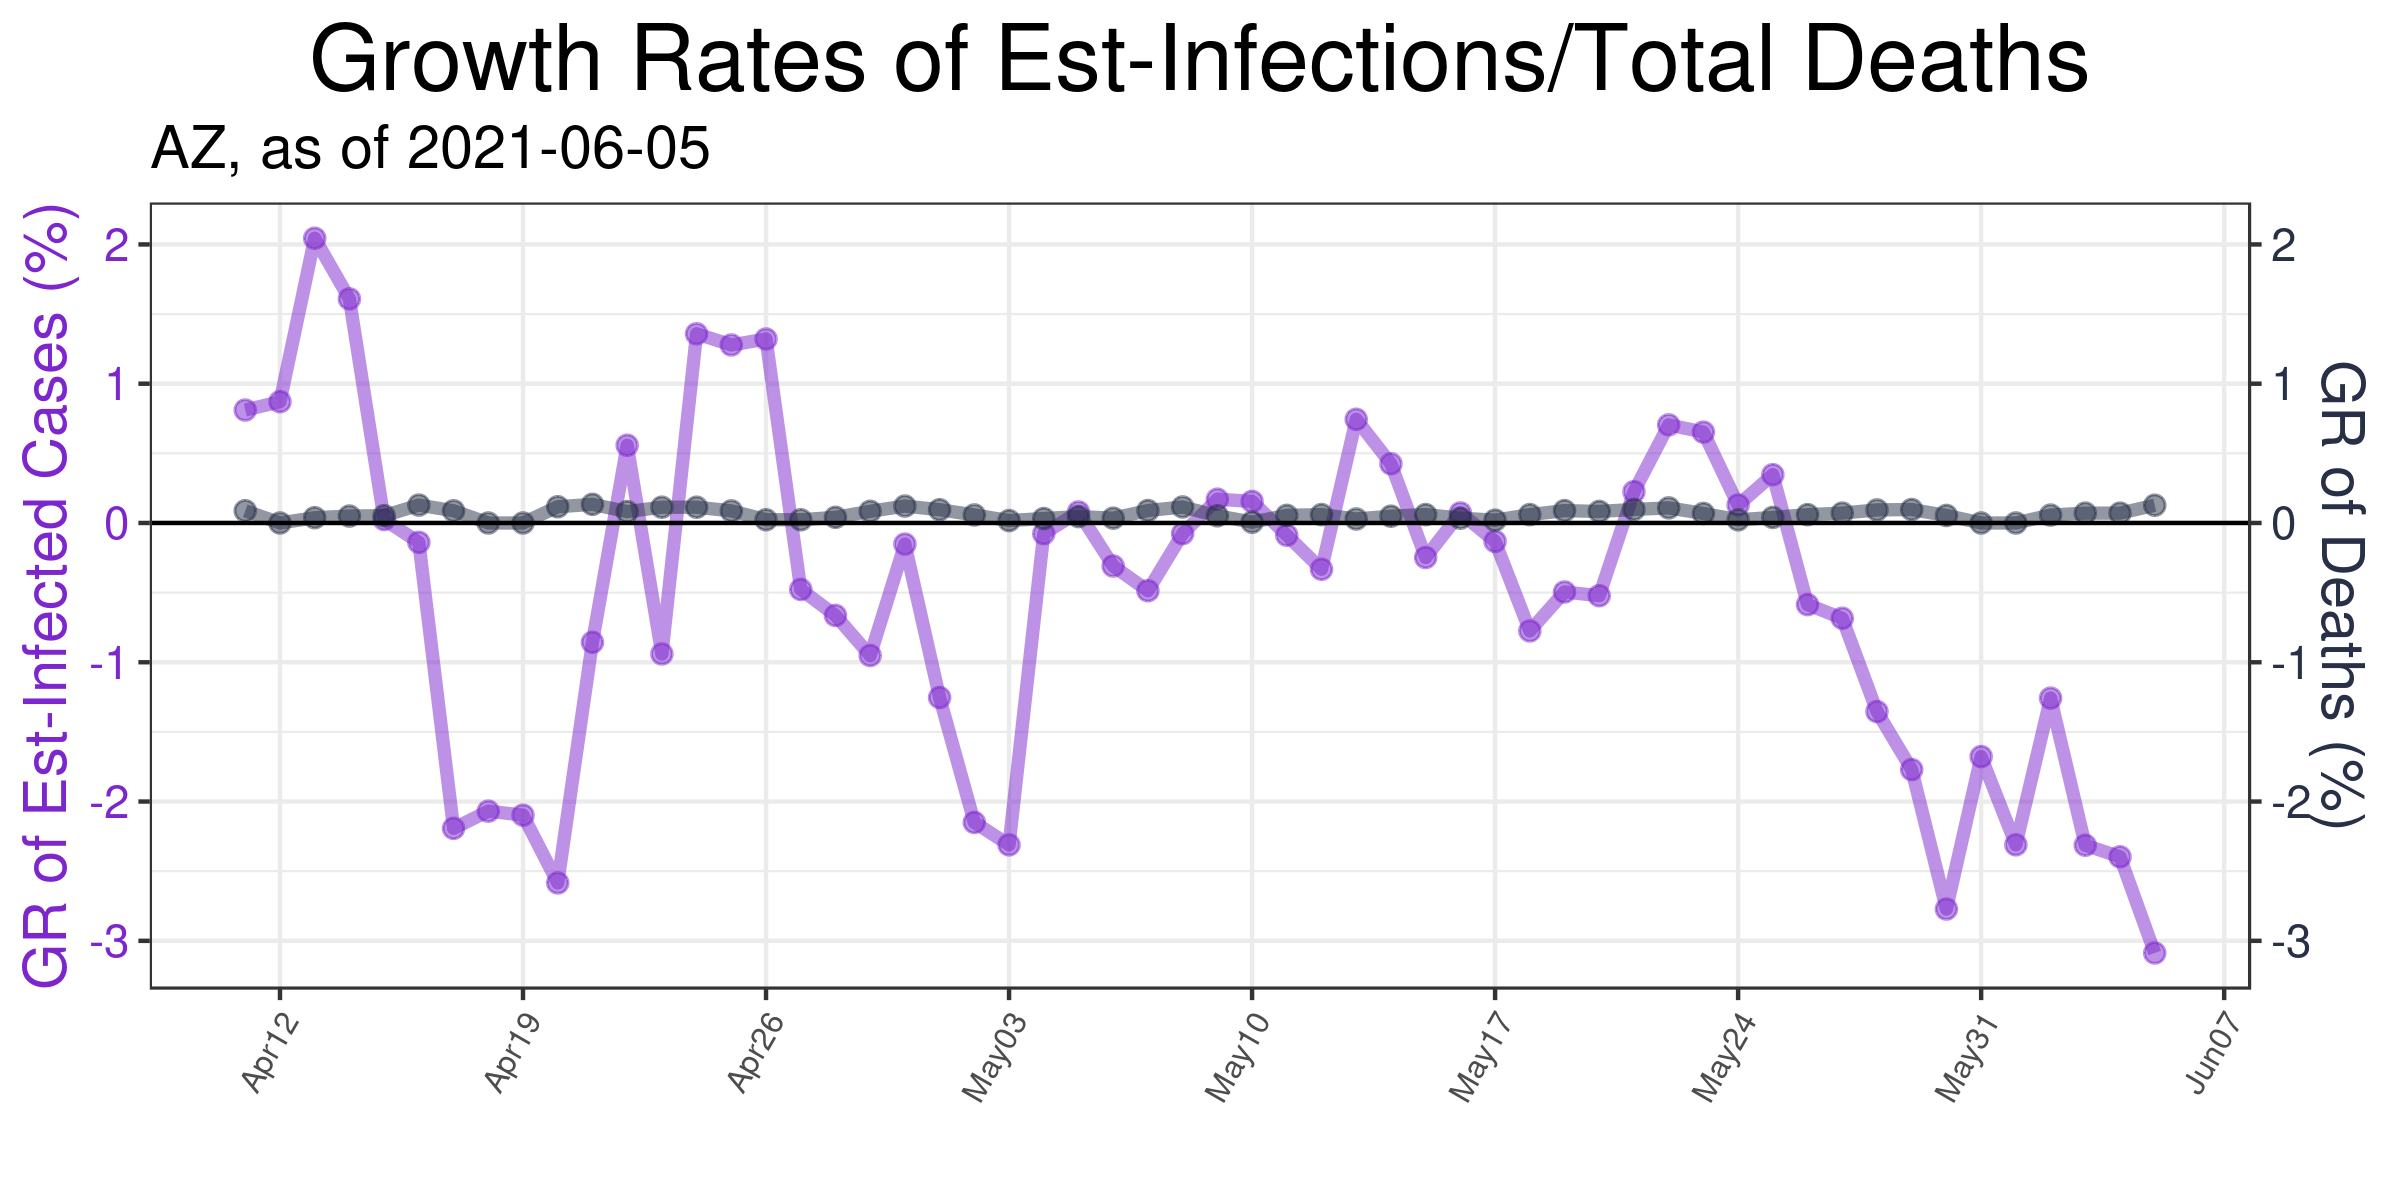 Growth Rates of Est-Infections/Total Deaths
AZ, as of 2021-06-05
GR of Est-Infected Cases (%)
2
1
0
-1
-2
-3
2
1
0
-1
-2
-3
GR of Deaths (%)
Apr12
Apr19
Apr26
May03
May10
May17
May24
May31
Jun07